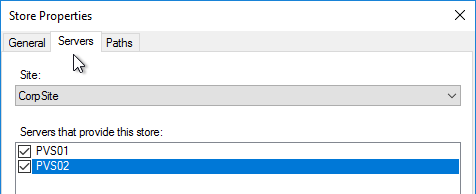 Store Properties
General Servers Paths
Site:
CorpSite
Servers that provide this store:
PVS01
PVS02